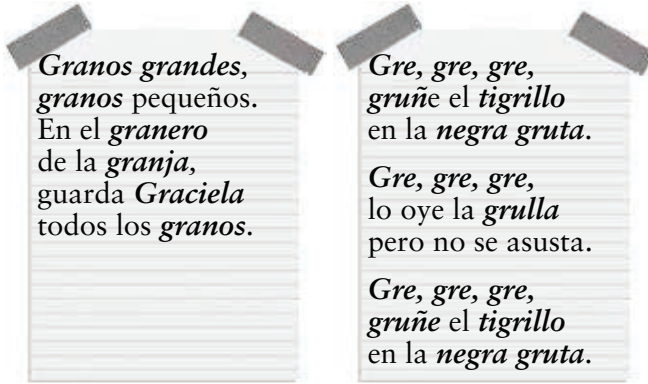 Granos grandes,
granos pequeños.
En el granero
de la granja,
guarda Graciela
todos los granos.
Gre, gre, gre,
gruñe el tigrillo
en la negra gruta.
Gre, gre, gre,
lo oye la grulla
pero no se asusta.
Gre, gre, gre,
gruñe el tigrillo
en la negra gruta.